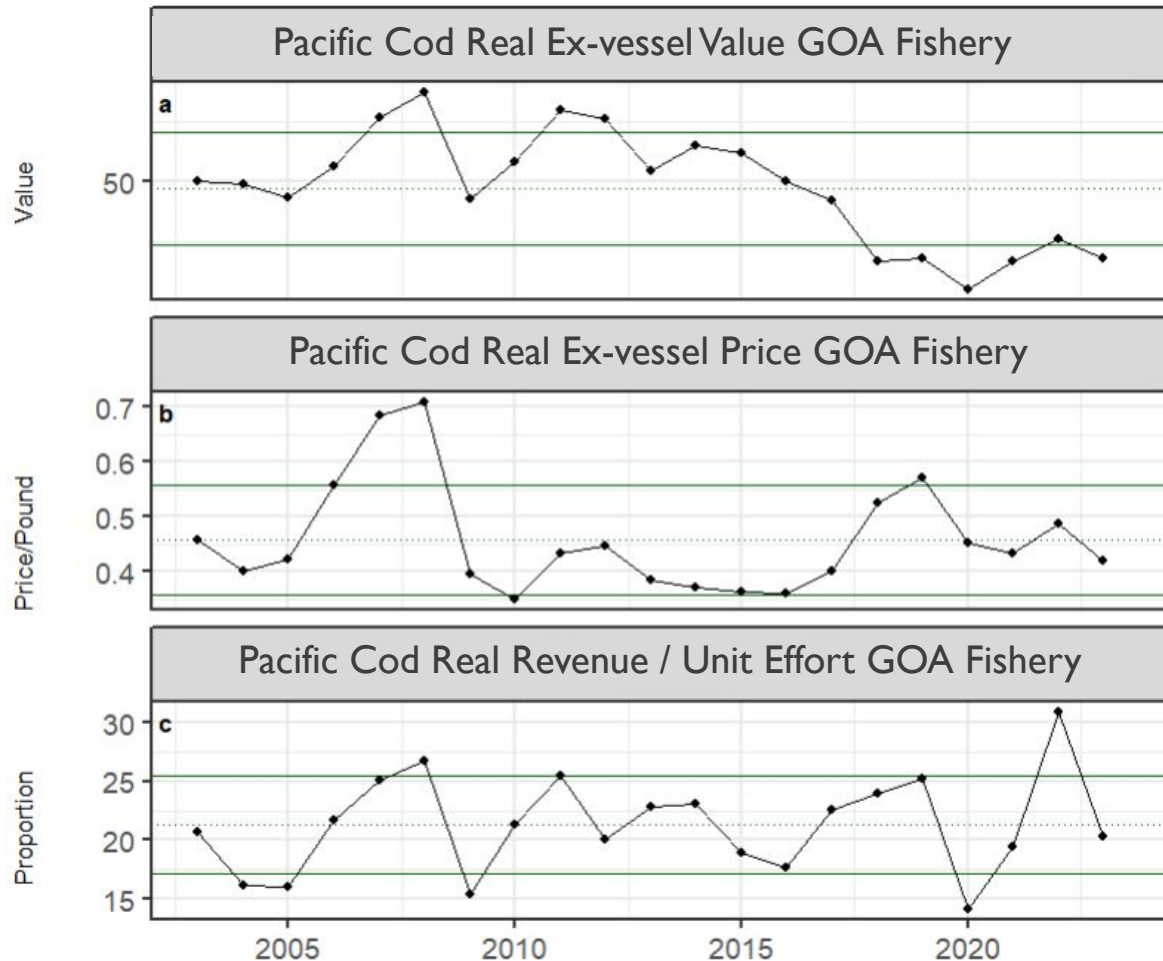 Pacific Cod Real Ex-vessel Value GOA Fishery
a
Value
50
Pacific Cod Real Ex-vessel Price GOA Fishery
b
Price/Pound
0.7
0.6
0.5
0.4
Pacific Cod Real Revenue / Unit Effort GOA Fishery
c
Proportion
30
25
20
15
2005 2010 2015 2020